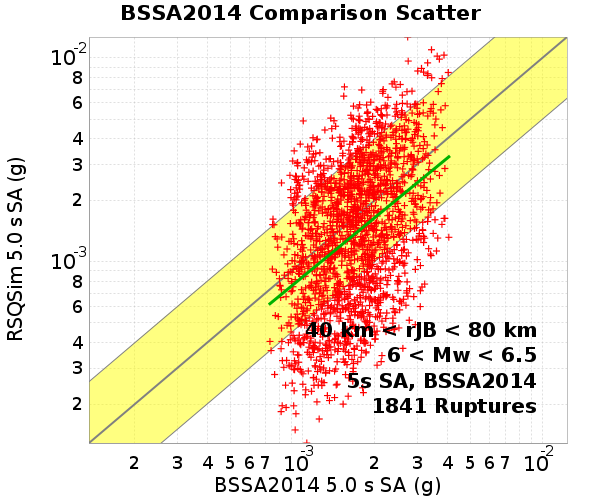 BSSA2014 Comparison Scatter
RSQSim 5.0 s SA (g)
10-2
8
6
4
3
2
10-3
8
6
4
3
2
40 km < rJB < 80 km
6 < Mw < 6.5
5s SA, BSSA2014
1841 Ruptures
2 3 4 5 6 7 10-3 2 3 4 5 6 7 10-2
BSSA2014 5.0 s SA (g)